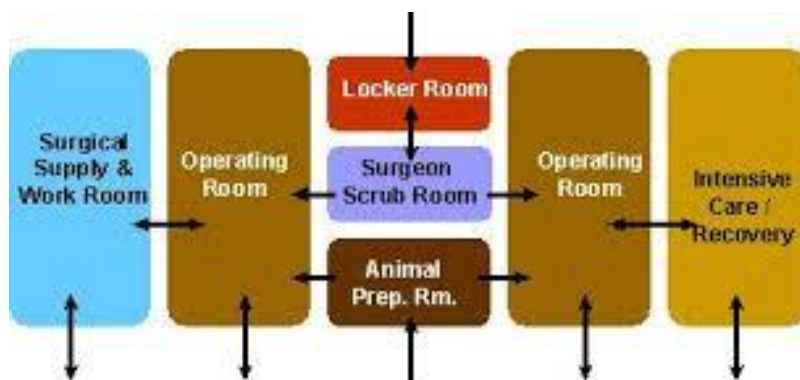 Surgical
Supply &
Work Room
Operating
Room
Locker Room
Surgeon
Scrub Room
Animal
Prep. Rm.
Operating
Room
Intensive
Care /
Recovery